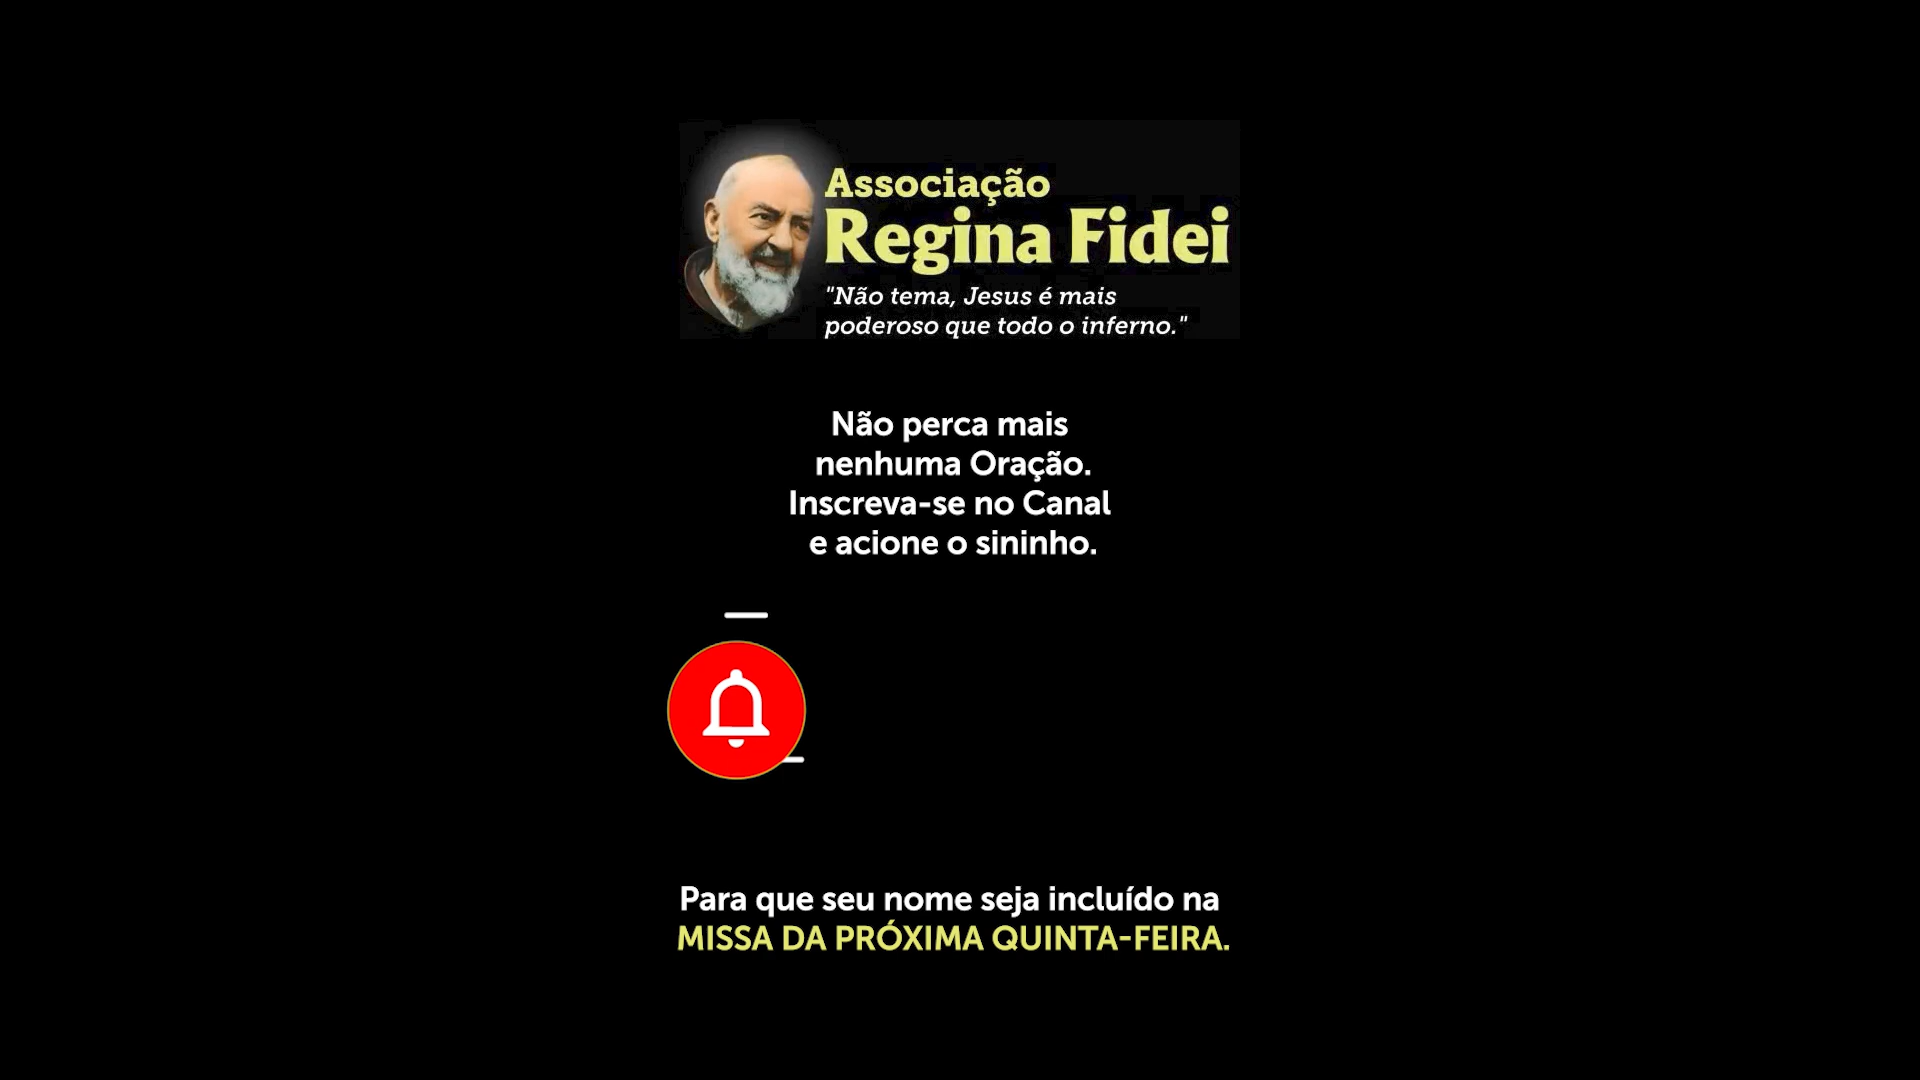 Associação
Regina Fidei
"Não tema, Jesus é mais
poderoso que todo o inferno."
Não perca mais
nenhuma Oração.
Inscreva-se no Canal
e acione o sininho.
Para que seu nome seja incluído na
MISSA DA PRÓXIMA QUINTA-FEIRA.